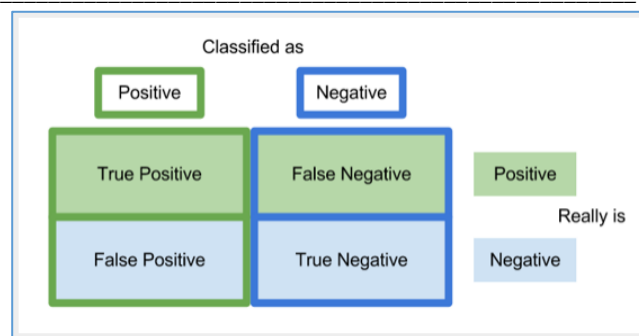 Classified as
Positive Negative
True Positive False Negative Positive
Really is
False Positive True Negative Negative